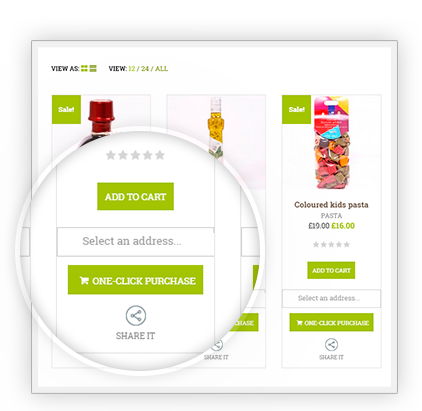 VIEW AS: VIEW: 12 / 24 / ALL
Sale!
ADD TO CART
Select an address...
ONE-CLICK PURCHASE
SHARE IT
SHARE IT
Sale!
Coloured kids pasta
PASTA
£19.00 £16.00
ADD TO CART
Select an address...
ONE-CLICK PURCHASE
SHARE IT